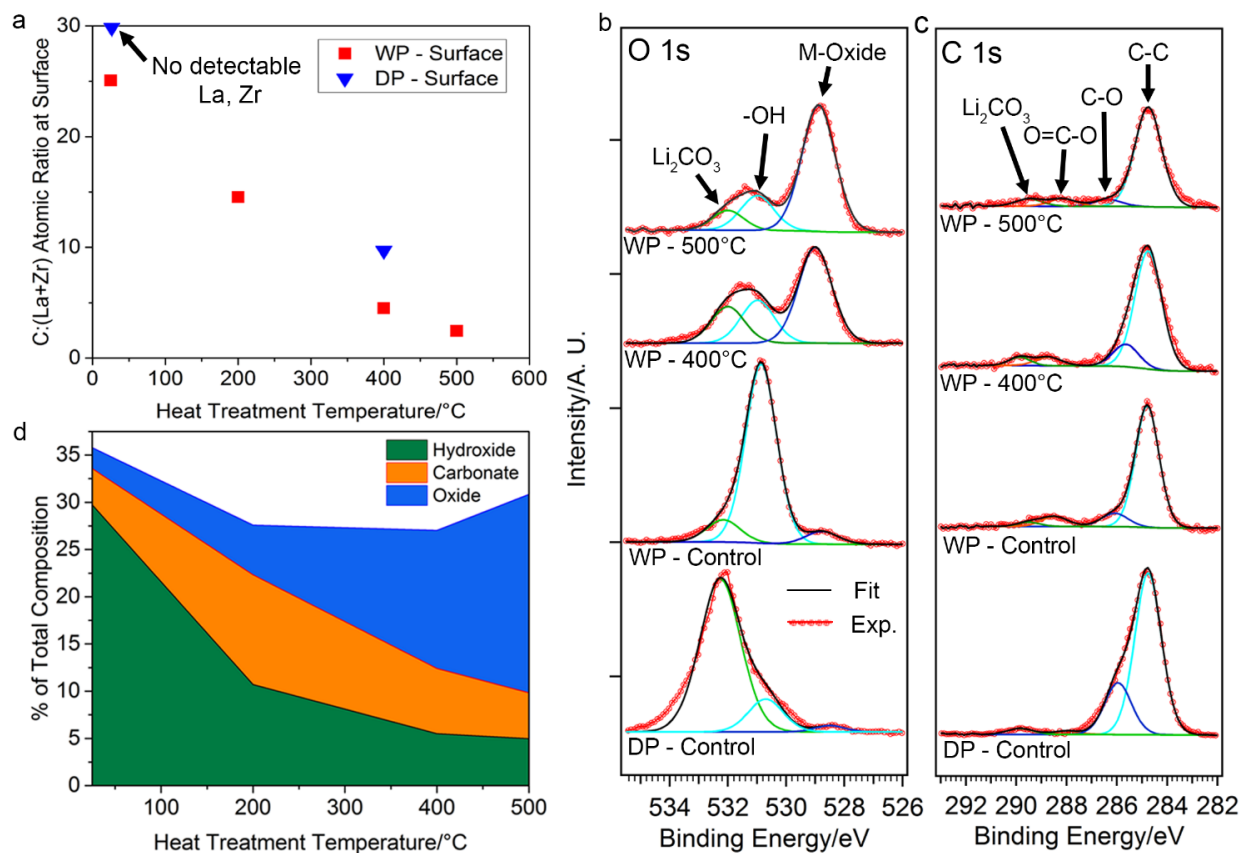 a
C:(La+Zr) Atomic Ratio at Surface
30
20
10
0
No detectable
La, Zr
WP - Surface
DP - Surface
0 100 200 300 400 500 600
Heat Treatment Temperature/°C
b
O 1s
M-Oxide
-OH
Li₂CO₃
WP - 500°C
WP - 400°C
WP - Control
Fit
Exp.
DP - Control
Intensity/A. U.
534 532 530 528 526
Binding Energy/eV
c
C 1s
C-C
C-O
Li₂CO₃
O=C-O
WP - 500°C
WP - 400°C
WP - Control
DP - Control
292 290 288 286 284 282
Binding Energy/eV
d
% of Total Composition
35
30
25
20
15
10
5
0
Hydroxide
Carbonate
Oxide
100 200 300 400 500
Heat Treatment Temperature/°C